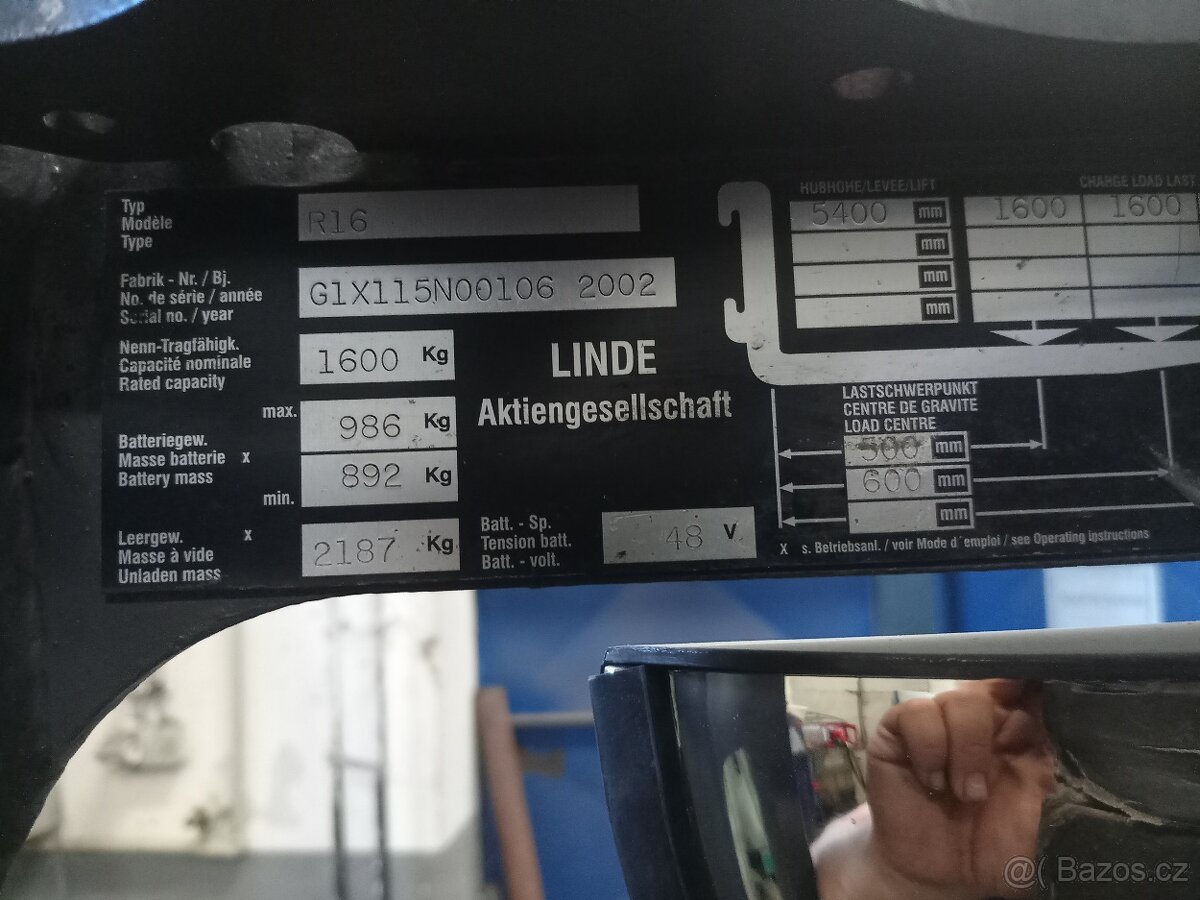 Typ
Modèle
Type
R16
Fabrik - Nr. / Bj.
No. de série / année
Serial no. / year
G1X115N00106 2002
Nenn-Tragfähigk.
Capacité nominale
Rated capacity
1600 Kg
Batteriegew.
Masse batterie x
Battery mass
max.
986 Kg
min.
892 Kg
Leergew. x
Masse à vide
Unladen mass
2187 Kg
LINDE
Aktiengesellschaft
Batt. - Sp.
Tension batt.
Batt. - volt.
48 V
HUBHÖHE/LEVEE/LIFT
5400 mm
mm
mm
mm
CHARGE LOAD LAST
1600 1600
LASTSCHWERPUNKT
CENTRE DE GRAVITE
LOAD CENTRE
500 mm
600 mm
mm
X s. Betriebsanl. / voir Mode d´emploi / see Operating instructions
@( Bazos.cz